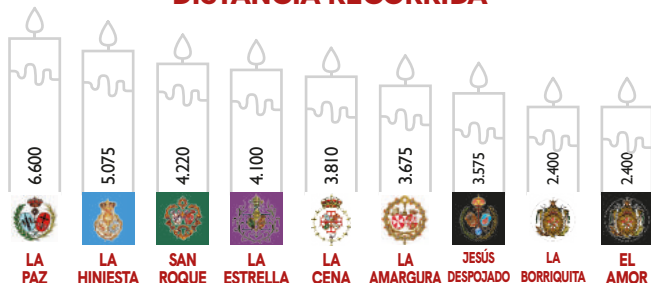 DISTANCIA RECORRIDA
6.600
5.075
4.220
4.100
3.810
3.675
3.575
2.400
2.400
LA PAZ
LA HINIESTA
SAN ROQUE
LA ESTRELLA
LA CENA
LA AMARGURA
JESÚS DESPOJADO
LA BORRIQUITA
EL AMOR